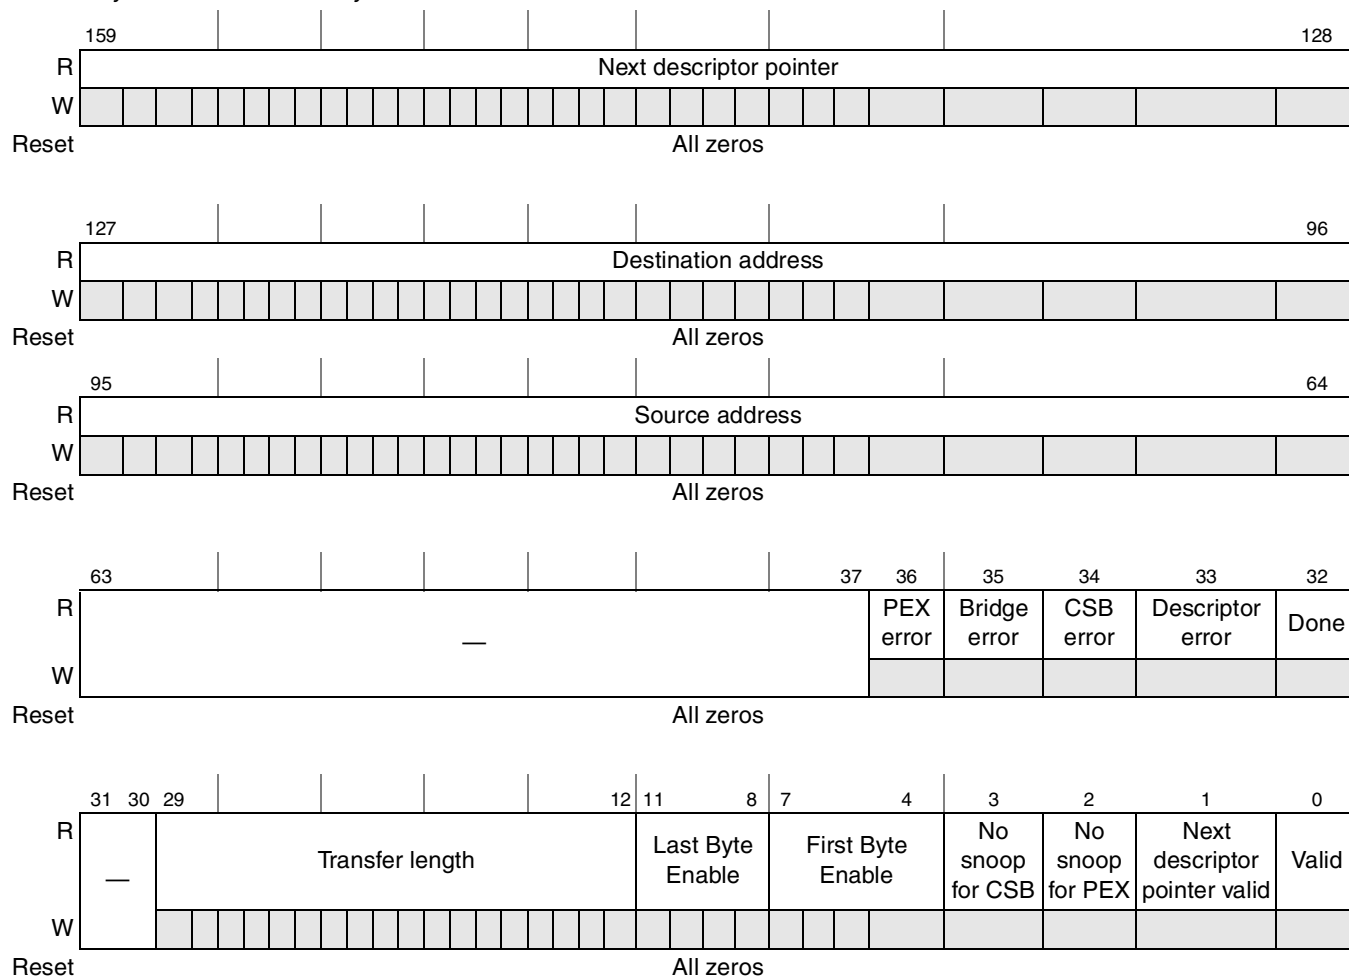 159 128
R Next descriptor pointer
W
Reset All zeros
127 96
R Destination address
W
Reset All zeros
95 64
R Source address
W
Reset All zeros
63 37 36 35 34 33 32
R — PEX error Bridge error CSB error Descriptor error Done
W
Reset All zeros
31 30 29 12 11 8 7 4 3 2 1 0
R — Transfer length Last Byte Enable First Byte Enable No snoop for CSB No snoop for PEX Next descriptor pointer valid Valid
W
Reset All zeros